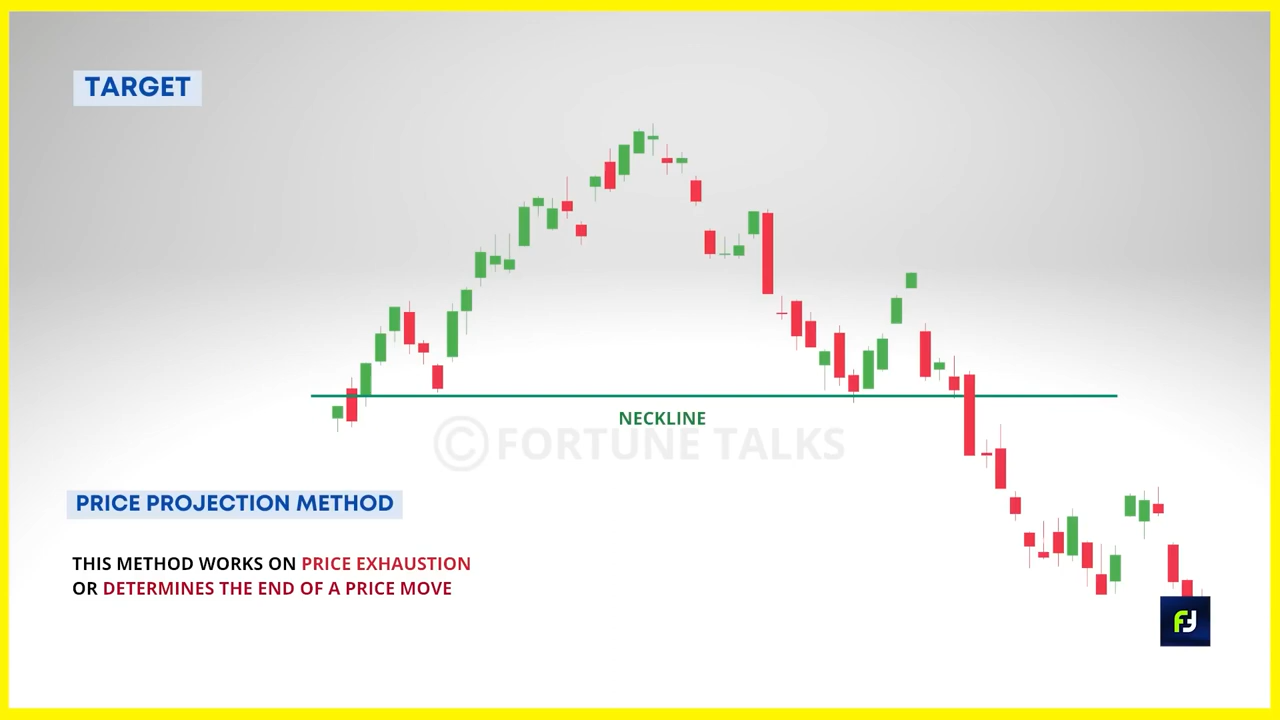 TARGET
NECKLINE
© FORTUNE TALKS
PRICE PROJECTION METHOD
THIS METHOD WORKS ON PRICE EXHAUSTION
OR DETERMINES THE END OF A PRICE MOVE